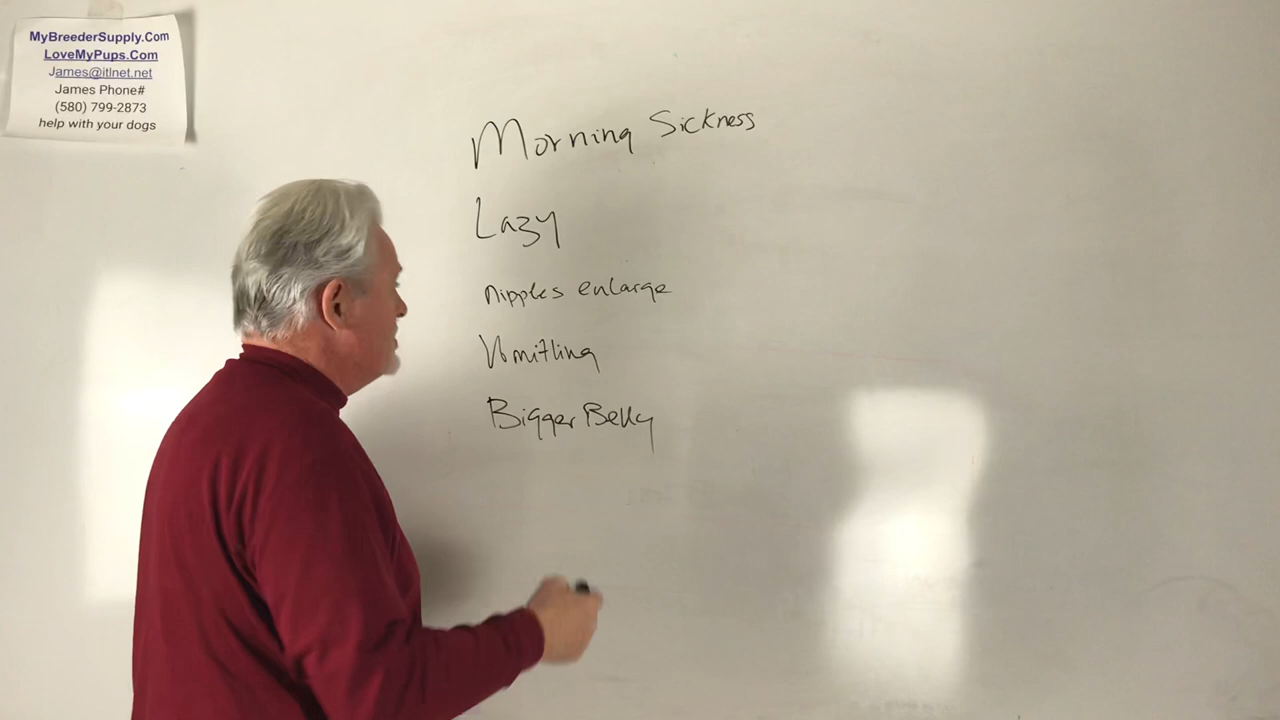 MyBreederSupply.Com
LoveMyPups.Com
James@itlnet.net
James Phone#
(580) 799-2873
help with your dogs
Morning Sickness
Lazy
nipples enlarge
Vomitling
Bigger Belly